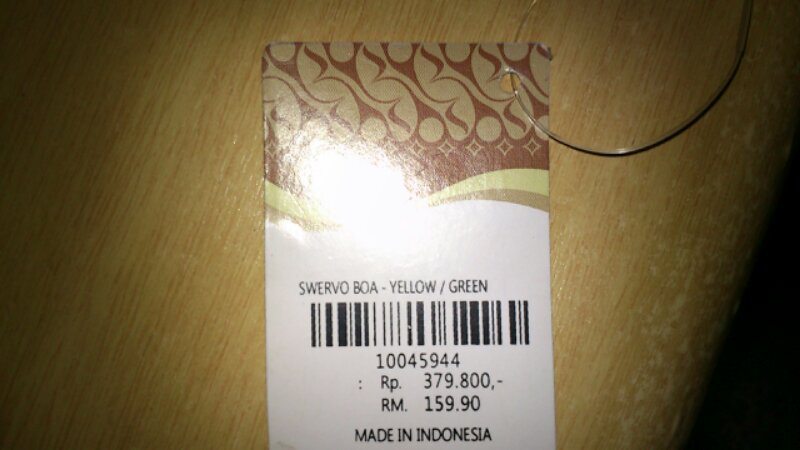 SWERVO BOA - YELLOW / GREEN
10045944
: Rp. 379.800,-
RM. 159.90
MADE IN INDONESIA